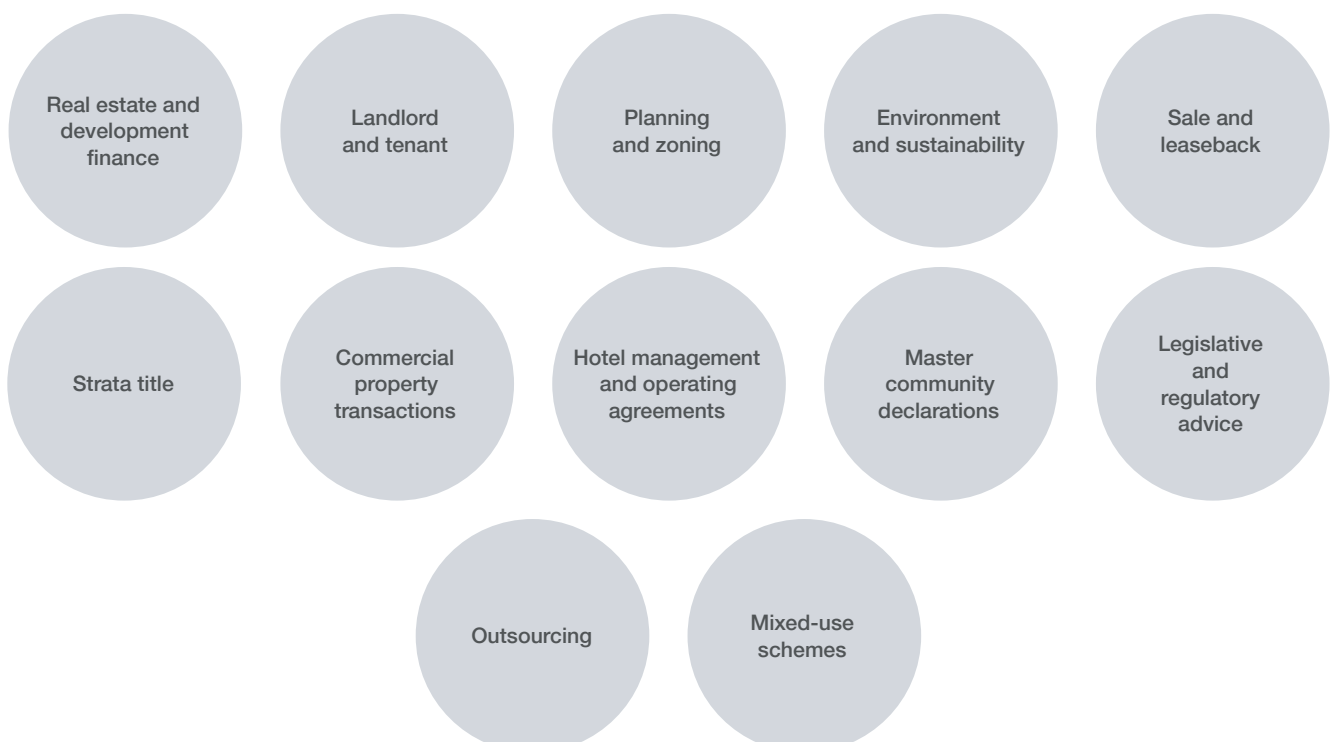 Real estate and
development
finance
Landlord
and tenant
Planning
and zoning
Environment
and sustainability
Sale and
leaseback
Strata title
Commercial
property
transactions
Hotel management
and operating
agreements
Master
community
declarations
Legislative
and
regulatory
advice
Outsourcing
Mixed-use
schemes